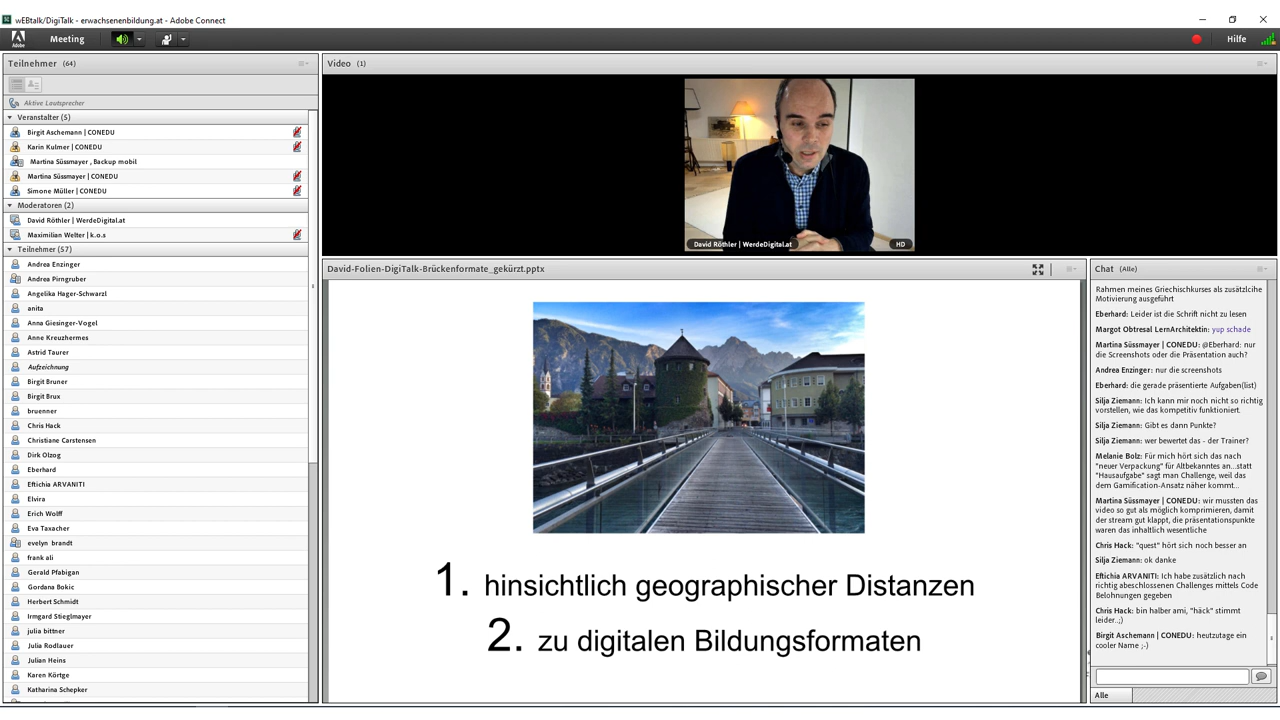 wEBtalk/DigiTalk - erwachsenenbildung.at - Adobe Connect
Adobe
Meeting
Hilfe
Teilnehmer (64)
Aktive Lautsprecher
Veranstalter (5)
Birgit Aschemann | CONEDU
Karin Kulmer | CONEDU
Martina Süssmayer , Backup mobil
Martina Süssmayer | CONEDU
Simone Müller | CONEDU
Moderatoren (2)
David Röthler | WerdeDigital.at
Maximilian Welter | k.o.s
Teilnehmer (57)
Andrea Enzinger
Andrea Pirngruber
Angelika Hager-Schwarzl
anita
Anna Giesinger-Vogel
Anne Kreuzhermes
Astrid Taurer
Aufzeichnung
Birgit Bruner
Birgit Brux
bruenner
Chris Hack
Christiane Carstensen
Dirk Olzog
Eberhard
Eftichia ARVANITI
Elvira
Erich Wolff
Eva Taxacher
evelyn brandt
frank ali
Gerald Pfabigan
Gordana Bokic
Herbert Schmidt
Irmgard Stieglmayer
julia bittner
Julia Rodlauer
Julian Heins
Karen Körtge
Katharina Schepker
Video (1)
David Röthler | WerdeDigital.at
HD
David-Folien-DigiTalk-Brückenformate_gekürzt.pptx
1. hinsichtlich geographischer Distanzen
2. zu digitalen Bildungsformaten
Chat (Alle)
Rahmen meines Griechischkurses als zusätzlcihe
Motivierung ausgeführt
Eberhard: Leider ist die Schrift nicht zu lesen
Margot Obtresal LernArchitektin: yup schade
Martina Süssmayer | CONEDU: @Eberhard: nur
die Screenshots oder die Präsentation auch?
Andrea Enzinger: nur die screenshots
Eberhard: die gerade präsentierte Aufgaben(list)
Silja Ziemann: Ich kann mir noch nicht so richtig
vorstellen, wie das kompetitiv funktioniert.
Silja Ziemann: Gibt es dann Punkte?
Silja Ziemann: wer bewertet das - der Trainer?
Melanie Bolz: Für mich hört sich das nach
"neuer Verpackung" für Altbekanntes an...statt
"Hausaufgabe" sagt man Challenge, weil das
dem Gamification-Ansatz näher kommt...
Martina Süssmayer | CONEDU: wir mussten das
video so gut als möglich komprimieren, damit
der stream gut klappt, die präsentationspunkte
waren das inhaltlich wesentliche
Chris Hack: "quest" hört sich noch besser an
Silja Ziemann: ok danke
Eftichia ARVANITI: Ich habe zusätzlich nach
richtig abeschlossenen Challenges mittels Code
Belohnungen gegeben
Chris Hack: bin halber ami, "häck" stimmt
leider..;)
Birgit Aschemann | CONEDU: heutzutage ein
cooler Name ;-)
Alle